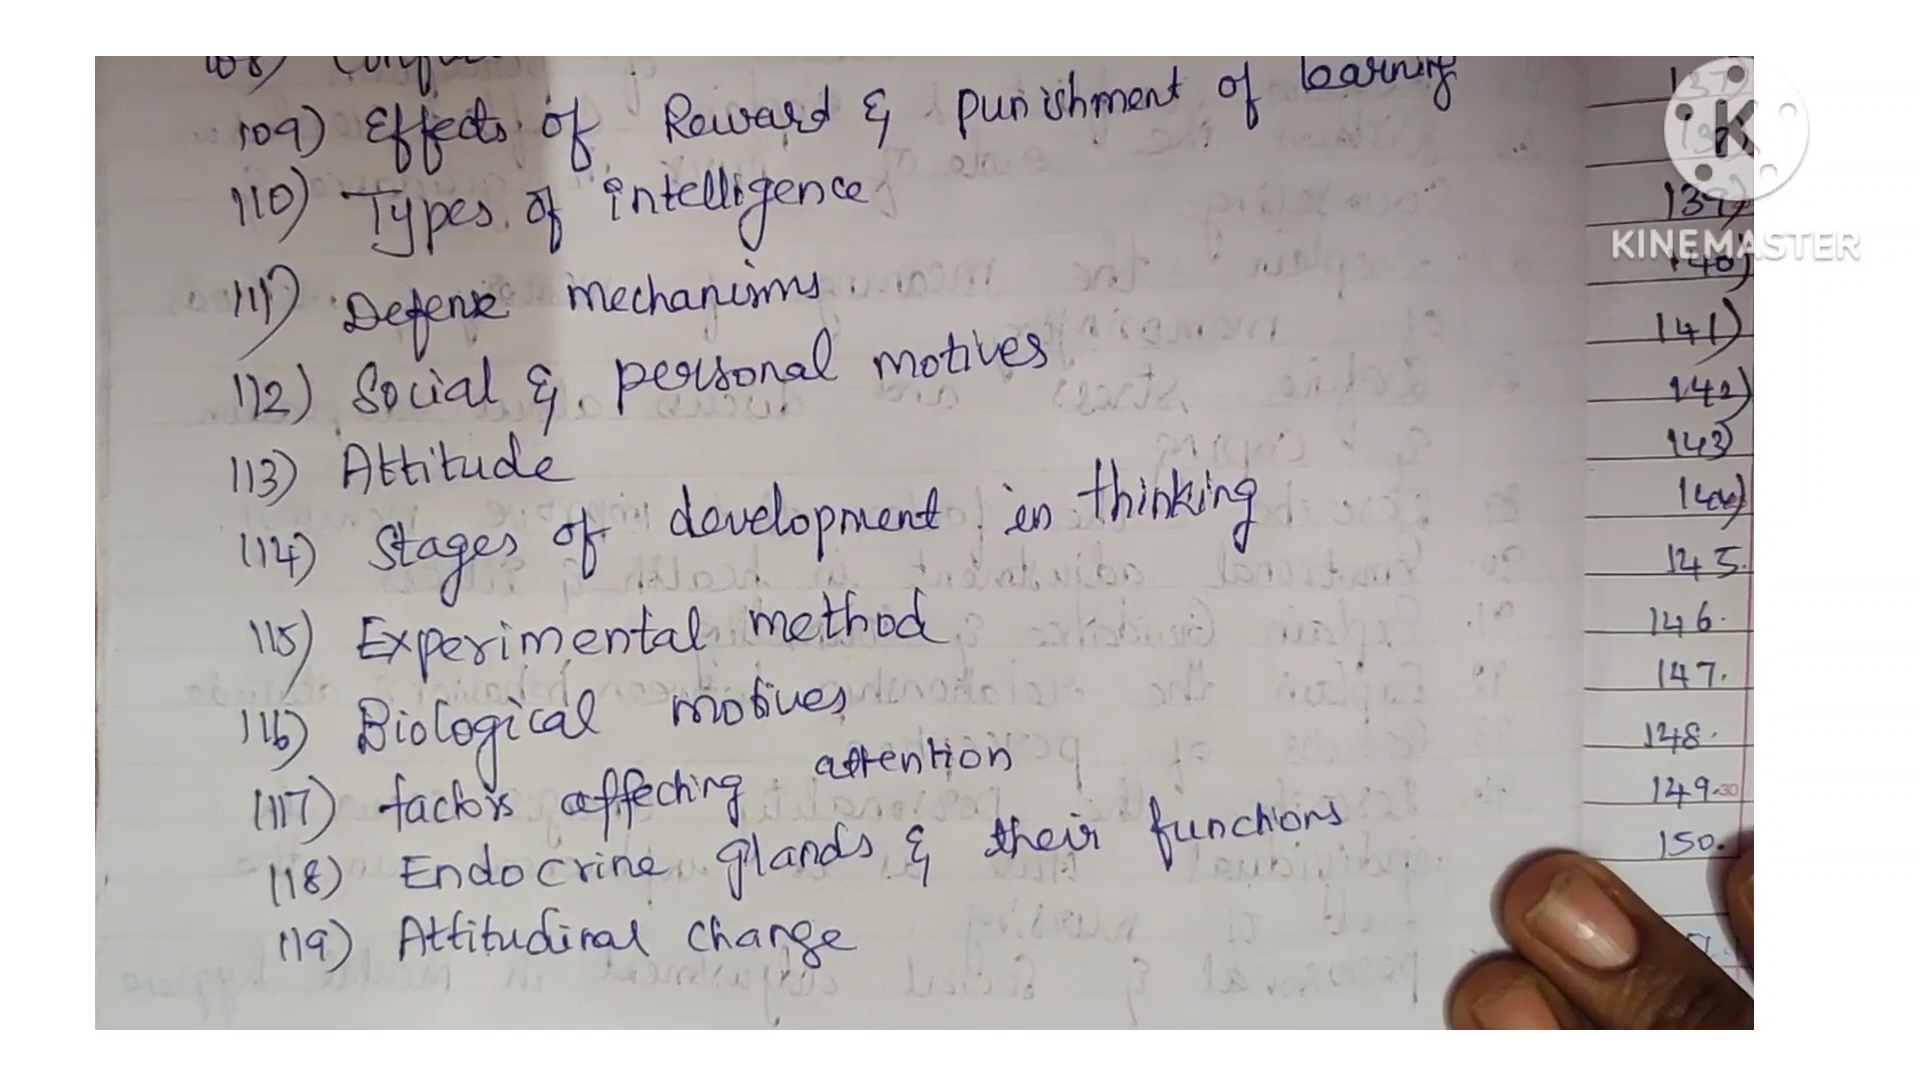 108)
109) Effects of Reward & punishment of learning
110) Types of intelligence
111) Defense mechanisms
112) Social & personal motives
113) Attitude
114) Stages of development in thinking
115) Experimental method
116) Biological motives
117) factors affecting attention
118) Endocrine glands & their functions
119) Attitudinal change
137)
139)
140)
141)
142)
143)
144)
145.
146.
147.
148.
149.
150.
K
KINEMASTER